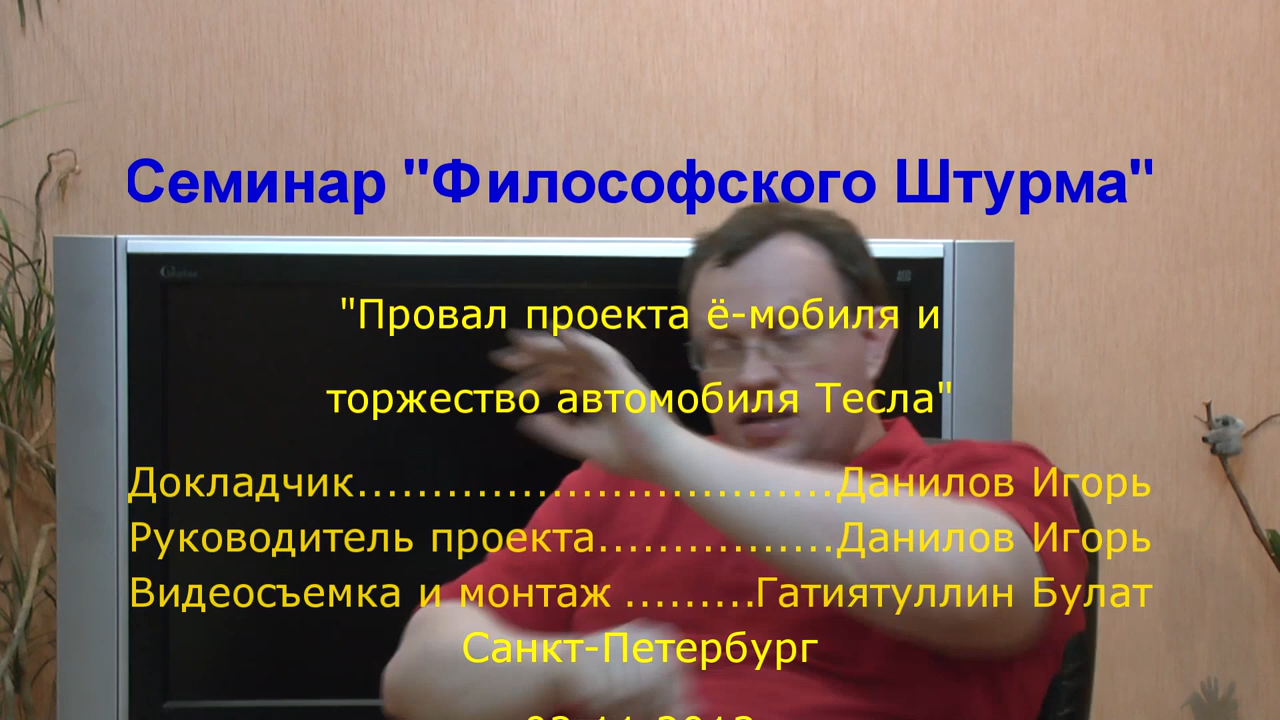 Семинар "Философского Штурма"
"Провал проекта ё-мобиля и
торжество автомобиля Тесла"
Докладчик................................Данилов Игорь
Руководитель проекта................Данилов Игорь
Видеосъемка и монтаж .........Гатиятуллин Булат
Санкт-Петербург